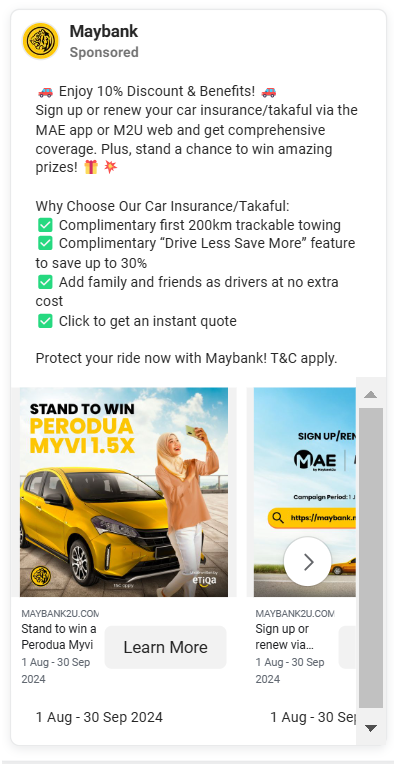 Maybank
Sponsored
🚗 Enjoy 10% Discount & Benefits! 🚗
Sign up or renew your car insurance/takaful via the
MAE app or M2U web and get comprehensive
coverage. Plus, stand a chance to win amazing
prizes! 🎁 💥
Why Choose Our Car Insurance/Takaful:
✅ Complimentary first 200km trackable towing
✅ Complimentary “Drive Less Save More” feature
to save up to 30%
✅ Add family and friends as drivers at no extra
cost
✅ Click to get an instant quote
Protect your ride now with Maybank! T&C apply.
STAND TO WIN
PERODUA
MYVI 1.5X
T&C apply
etiqa
SIGN UP/REN
MAE
Campaign Period: 1 J
https://maybank.
MAYBANK2U.COM
Stand to win a
Perodua Myvi
1 Aug - 30 Sep
2024
Learn More
MAYBANK2U.COM
Sign up or
renew via...
1 Aug - 30 Sep
2024
1 Aug - 30 Sep 2024
1 Aug - 30 Sep